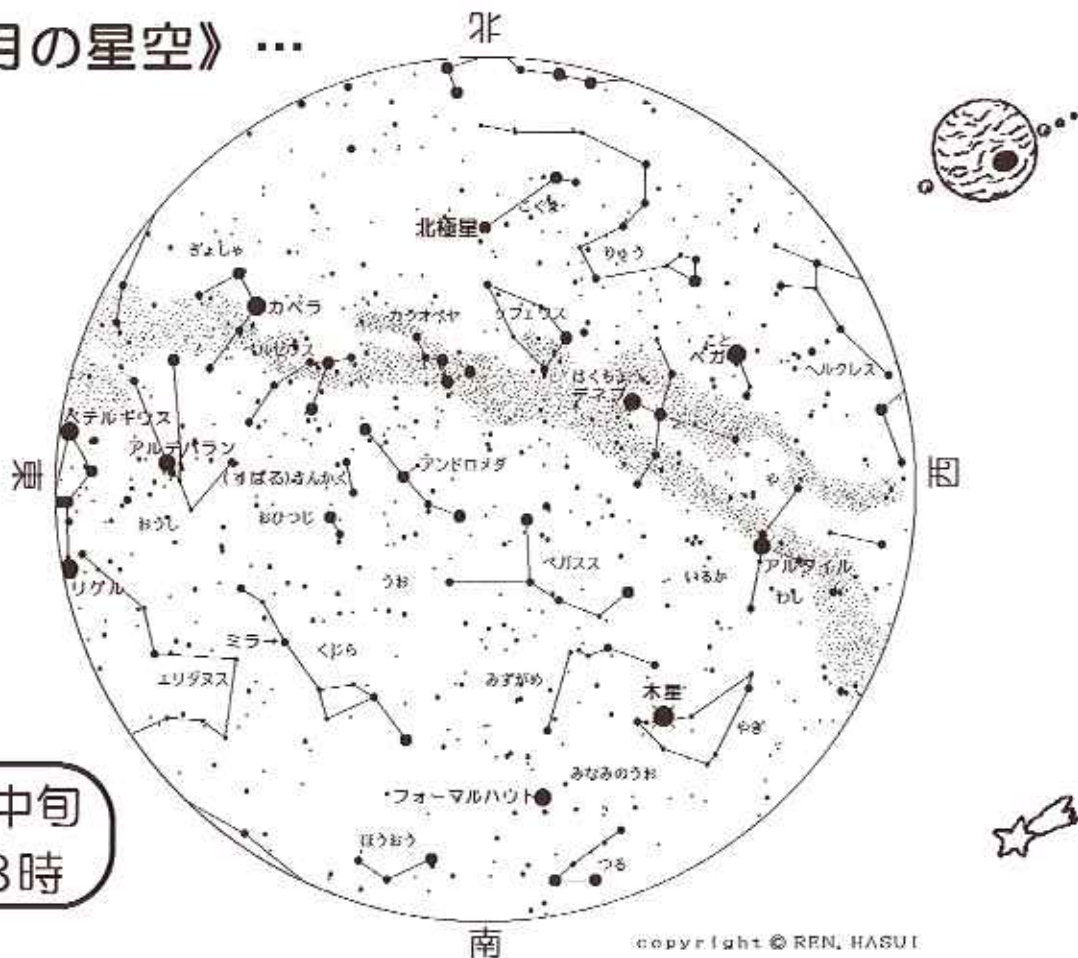 月の星空》…
北
こぐま
北極星
りゅう
ぎょしゃ
カペラ
カシオペヤ
ケフェウス
ペルセウス
こと
ベガ
ヘルクレス
はくちょう
デネブ
ベテルギウス
アルデバラン
(すばる)
さんかく
アンドロメダ
東
西
や
おうし
おひつじ
ペガスス
うお
いるか
アルタイル
わし
リゲル
ミラ→
くじら
エリダヌス
みずがめ
木星
やぎ
みなみのうお
フォーマルハウト
中旬
8時
ほうおう
つる
南
copyright © REN. HASUI